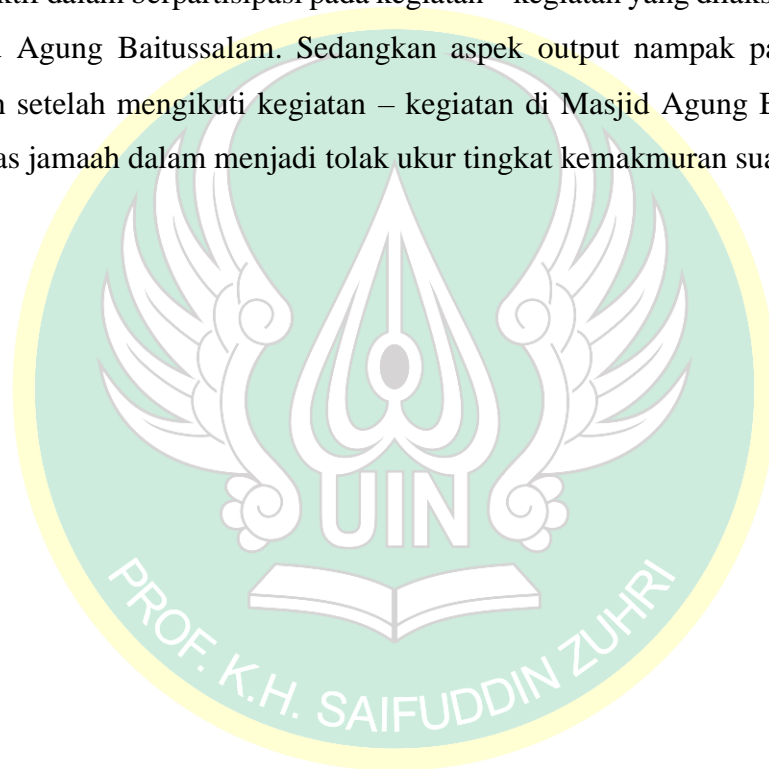 ktif dalam berpartisipasi pada kegiatan – kegiatan yang dilaks
Agung Baitussalam. Sedangkan aspek output nampak pa
setelah mengikuti kegiatan – kegiatan di Masjid Agung
as jamaah dalam menjadi tolak ukur tingkat kemakmuran sua
UIN
PROF. K.H. SAIFUDDIN ZUHRI